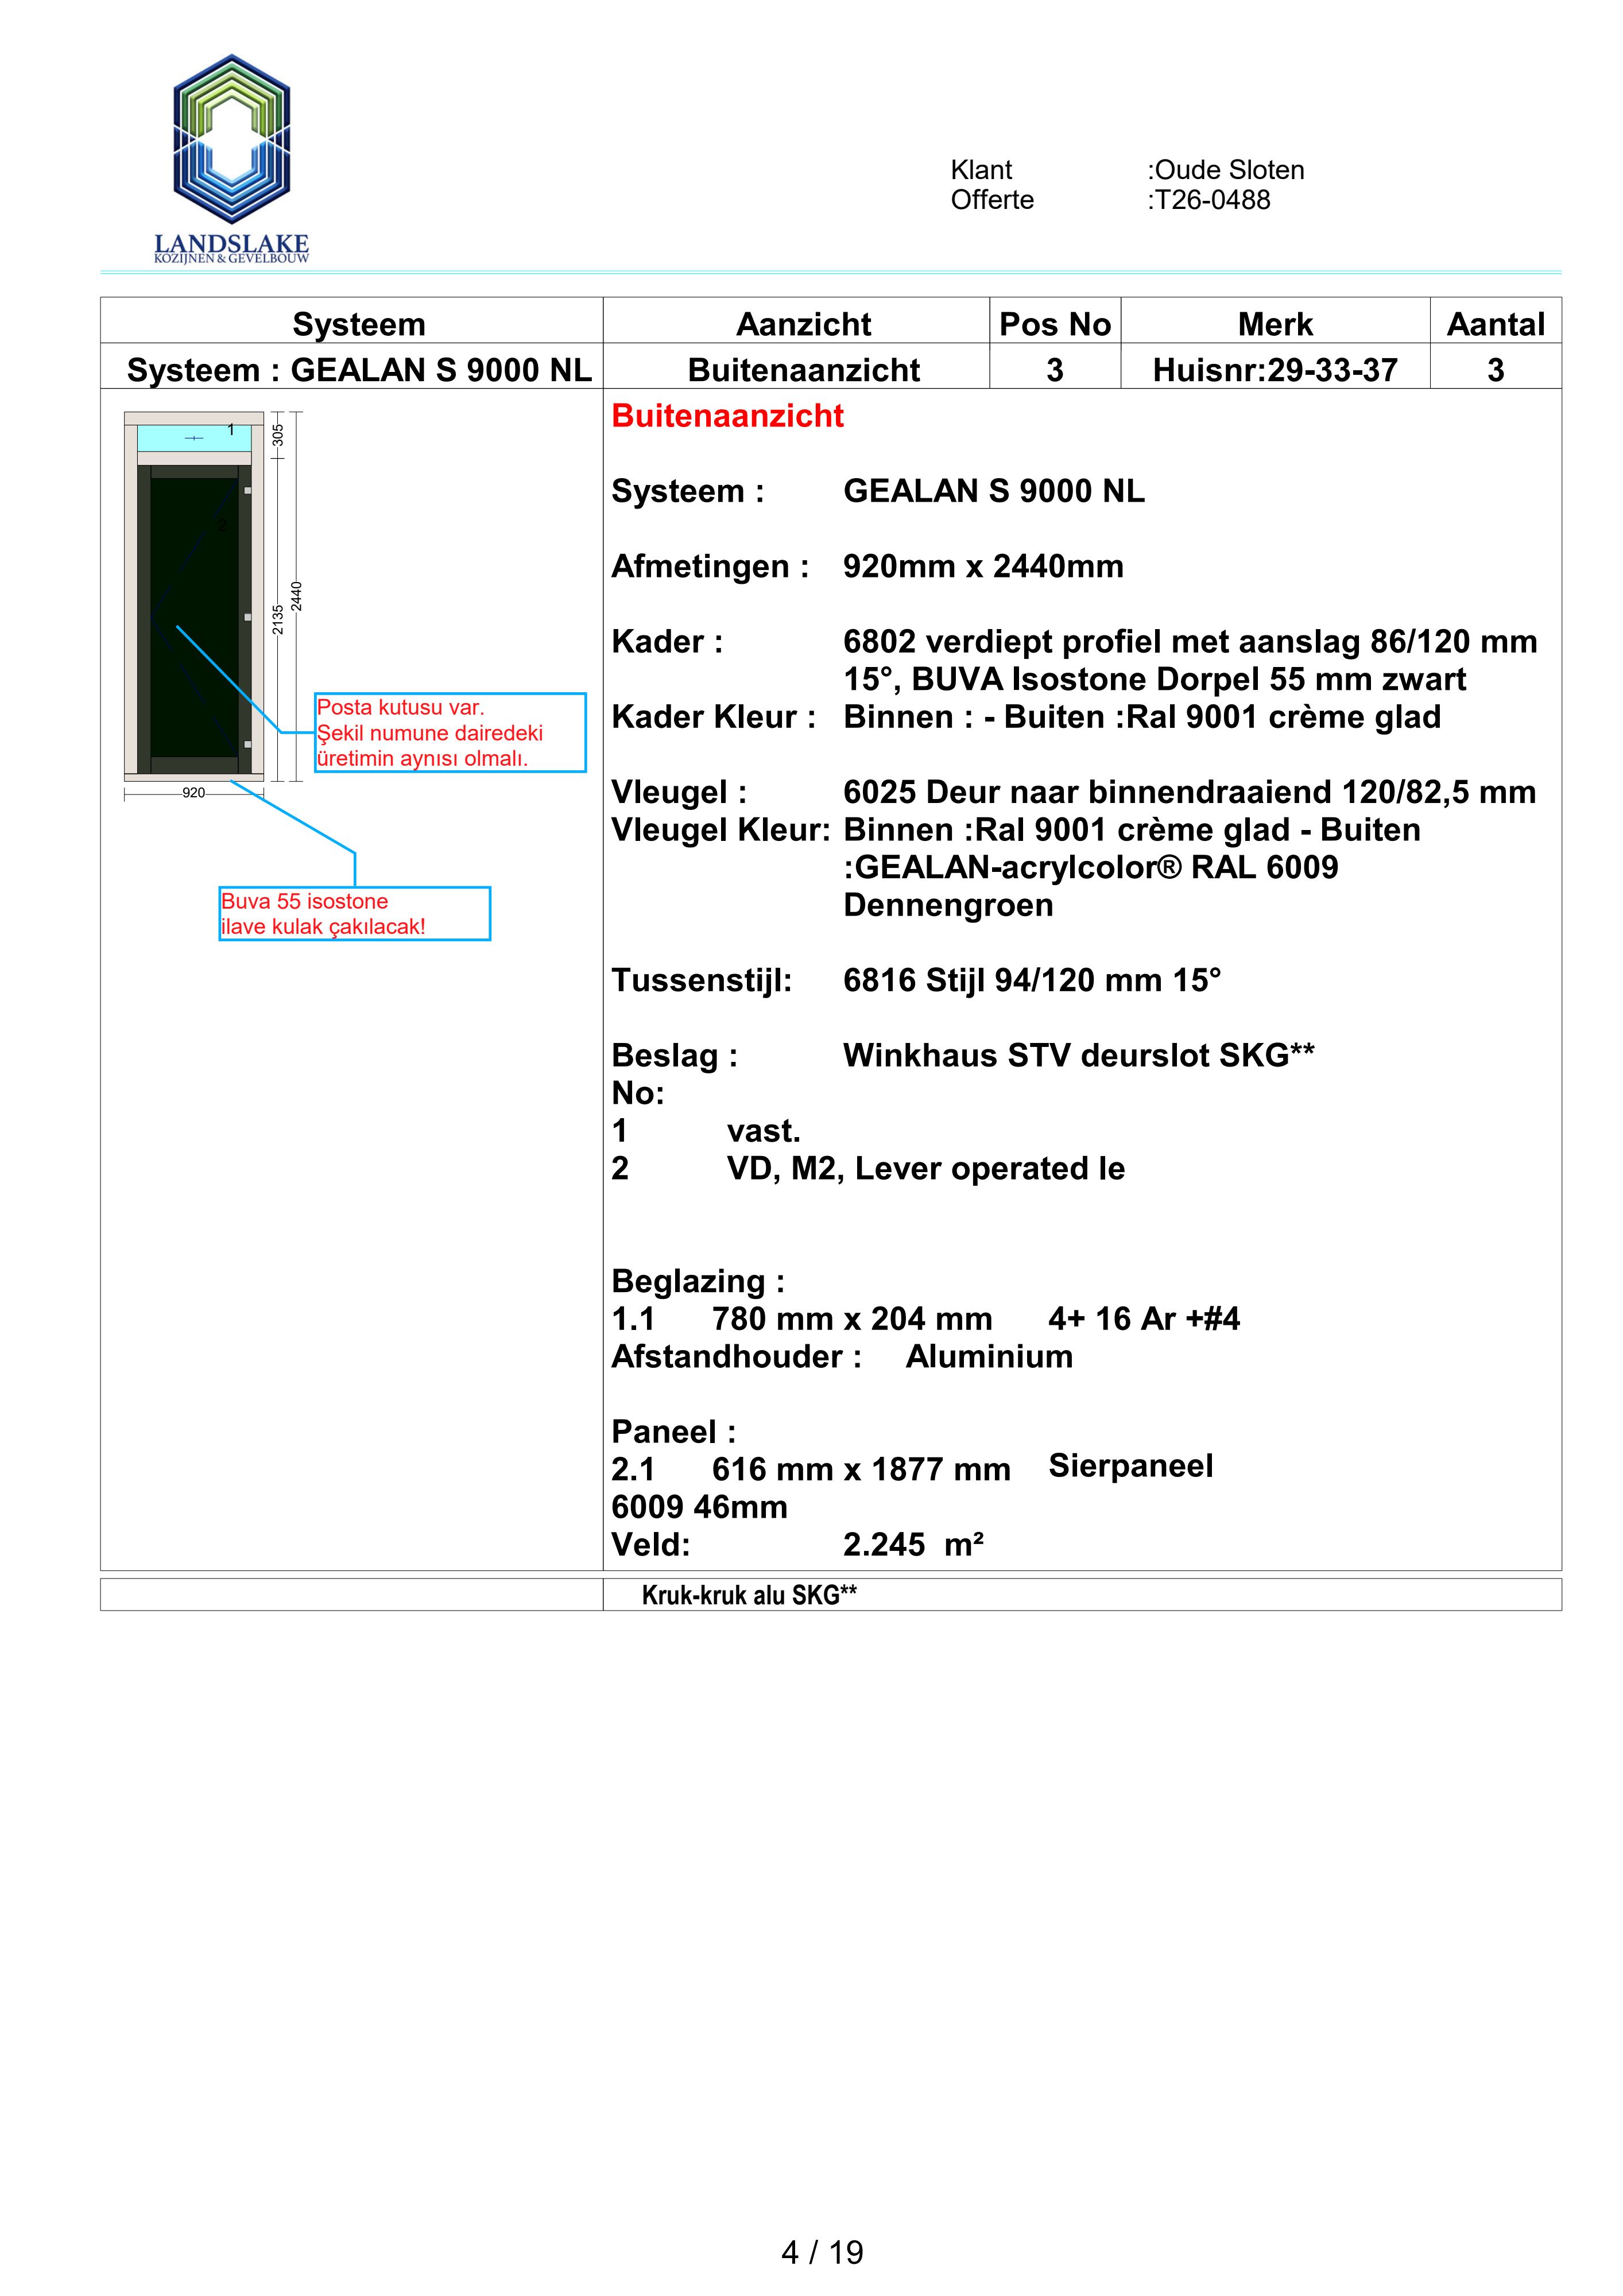 LANDSLAKE
KOZIJNEN & GEVELBOUW
Klant :Oude Sloten
Offerte :T26-0488
Systeem Aanzicht Pos No Merk Aantal
Systeem : GEALAN S 9000 NL Buitenaanzicht 3 Huisnr:29-33-37 3
1
2
305
2135
2440
920
Posta kutusu var.
Şekil numune dairedeki
üretimin aynısı olmalı.
Buva 55 isostone
ilave kulak çakılacak!
Buitenaanzicht
Systeem : GEALAN S 9000 NL
Afmetingen : 920mm x 2440mm
Kader : 6802 verdiept profiel met aanslag 86/120 mm
15°, BUVA Isostone Dorpel 55 mm zwart
Kader Kleur : Binnen : - Buiten :Ral 9001 crème glad
Vleugel : 6025 Deur naar binnendraaiend 120/82,5 mm
Vleugel Kleur: Binnen :Ral 9001 crème glad - Buiten
:GEALAN-acrylcolor® RAL 6009
Dennengroen
Tussenstijl: 6816 Stijl 94/120 mm 15°
Beslag : Winkhaus STV deurslot SKG**
No:
1 vast.
2 VD, M2, Lever operated le
Beglazing :
1.1 780 mm x 204 mm 4+ 16 Ar +#4
Afstandhouder : Aluminium
Paneel :
2.1 616 mm x 1877 mm Sierpaneel
6009 46mm
Veld: 2.245 m²
Kruk-kruk alu SKG**
4 / 19